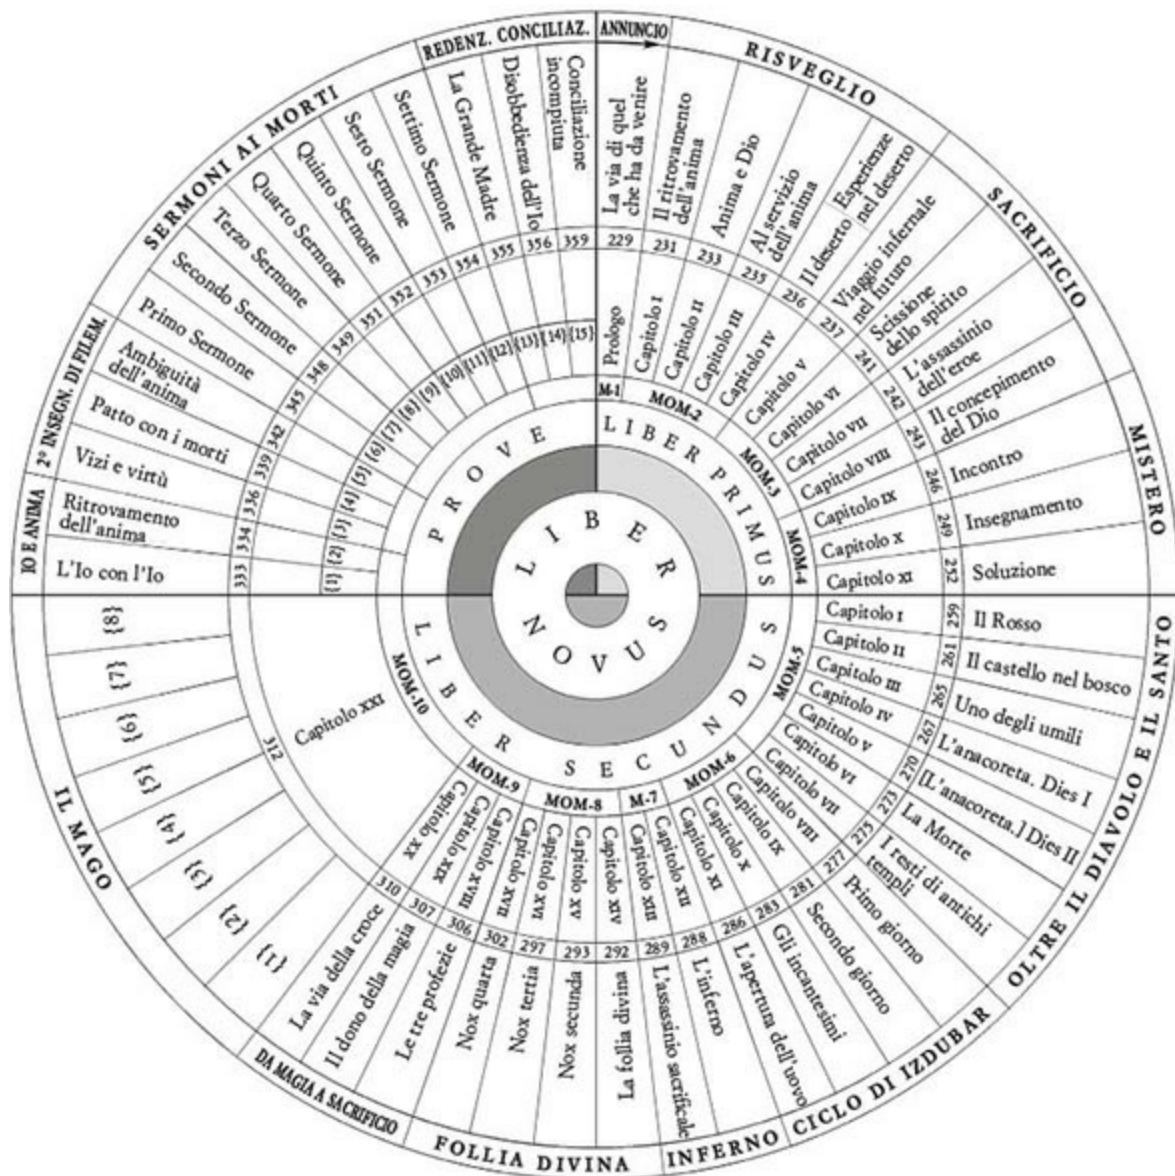 ANNUNCIO
RISVEGLIO
SACRIFICIO
MISTERO
OLTRE IL DIAVOLO E IL SANTO
CICLO DI IZDUBAR
INFERNO
FOLLIA DIVINA
DA MAGIA A SACRIFICIO
IL MAGO
IO E ANIMA
2º INSEGN. DI FILEM.
SERMONI AI MORTI
REDENZ. CONCILIAZ.
La via di quel
che ha da venire
Il ritrovamento
dell'anima
Anima e Dio
Al servizio
dell'anima
Il deserto
Esperienze
nel deserto
Viaggio infernale
nel futuro
Scissione
dello spirito
L'assassinio
dell'eroe
Il concepimento
del Dio
Incontro
Insegnamento
Soluzione
Il Rosso
Il castello nel bosco
Uno degli umili
L'anacoreta. Dies I
[L'anacoreta.] Dies II
La Morte
I resti di antichi
templi
Primo giorno
Secondo giorno
Gli incantesimi
L'apertura dell'uovo
L'inferno
L'assassinio sacrificale
La follia divina
Nox secunda
Nox tertia
Nox quarta
Le tre profezie
Il dono della magia
La via della croce
{1}
{2}
{3}
{4}
{5}
{6}
{7}
{8}
L'Io con l'Io
Ritrovamento
dell'anima
Vizi e virtù
Patto con i morti
Ambiguità
dell'anima
Primo Sermone
Secondo Sermone
Terzo Sermone
Quarto Sermone
Quinto Sermone
Sesto Sermone
Settimo Sermone
La Grande Madre
Disobbedienza dell'Io
Conciliazione
incompiuta
229
231
233
235
236
237
241
242
243
246
249
252
259
261
265
267
270
273
275
277
281
283
286
288
289
292
293
297
302
306
307
310
312
333
334
336
339
342
345
348
349
351
352
353
354
355
356
359
Prologo
Capitolo I
Capitolo II
Capitolo III
Capitolo IV
Capitolo V
Capitolo VI
Capitolo VII
Capitolo VIII
Capitolo IX
Capitolo X
Capitolo XI
Capitolo I
Capitolo II
Capitolo III
Capitolo IV
Capitolo V
Capitolo VI
Capitolo VII
Capitolo VIII
Capitolo IX
Capitolo X
Capitolo XI
Capitolo XII
Capitolo XIII
Capitolo XIV
Capitolo XV
Capitolo XVI
Capitolo XVII
Capitolo XVIII
Capitolo XIX
Capitolo XX
Capitolo XXI
{1}
{2}
{3}
{4}
{5}
{6}
{7}
{8}
{9}
{10}
{11}
{12}
{13}
{14}
{15}
M-1
MOM-2
MOM-3
MOM-4
MOM-5
MOM-6
M-7
MOM-8
MOM-9
MOM-10
LIBER PRIMUS
LIBER SECUNDUS
PROVE
LIBER
NOVUS